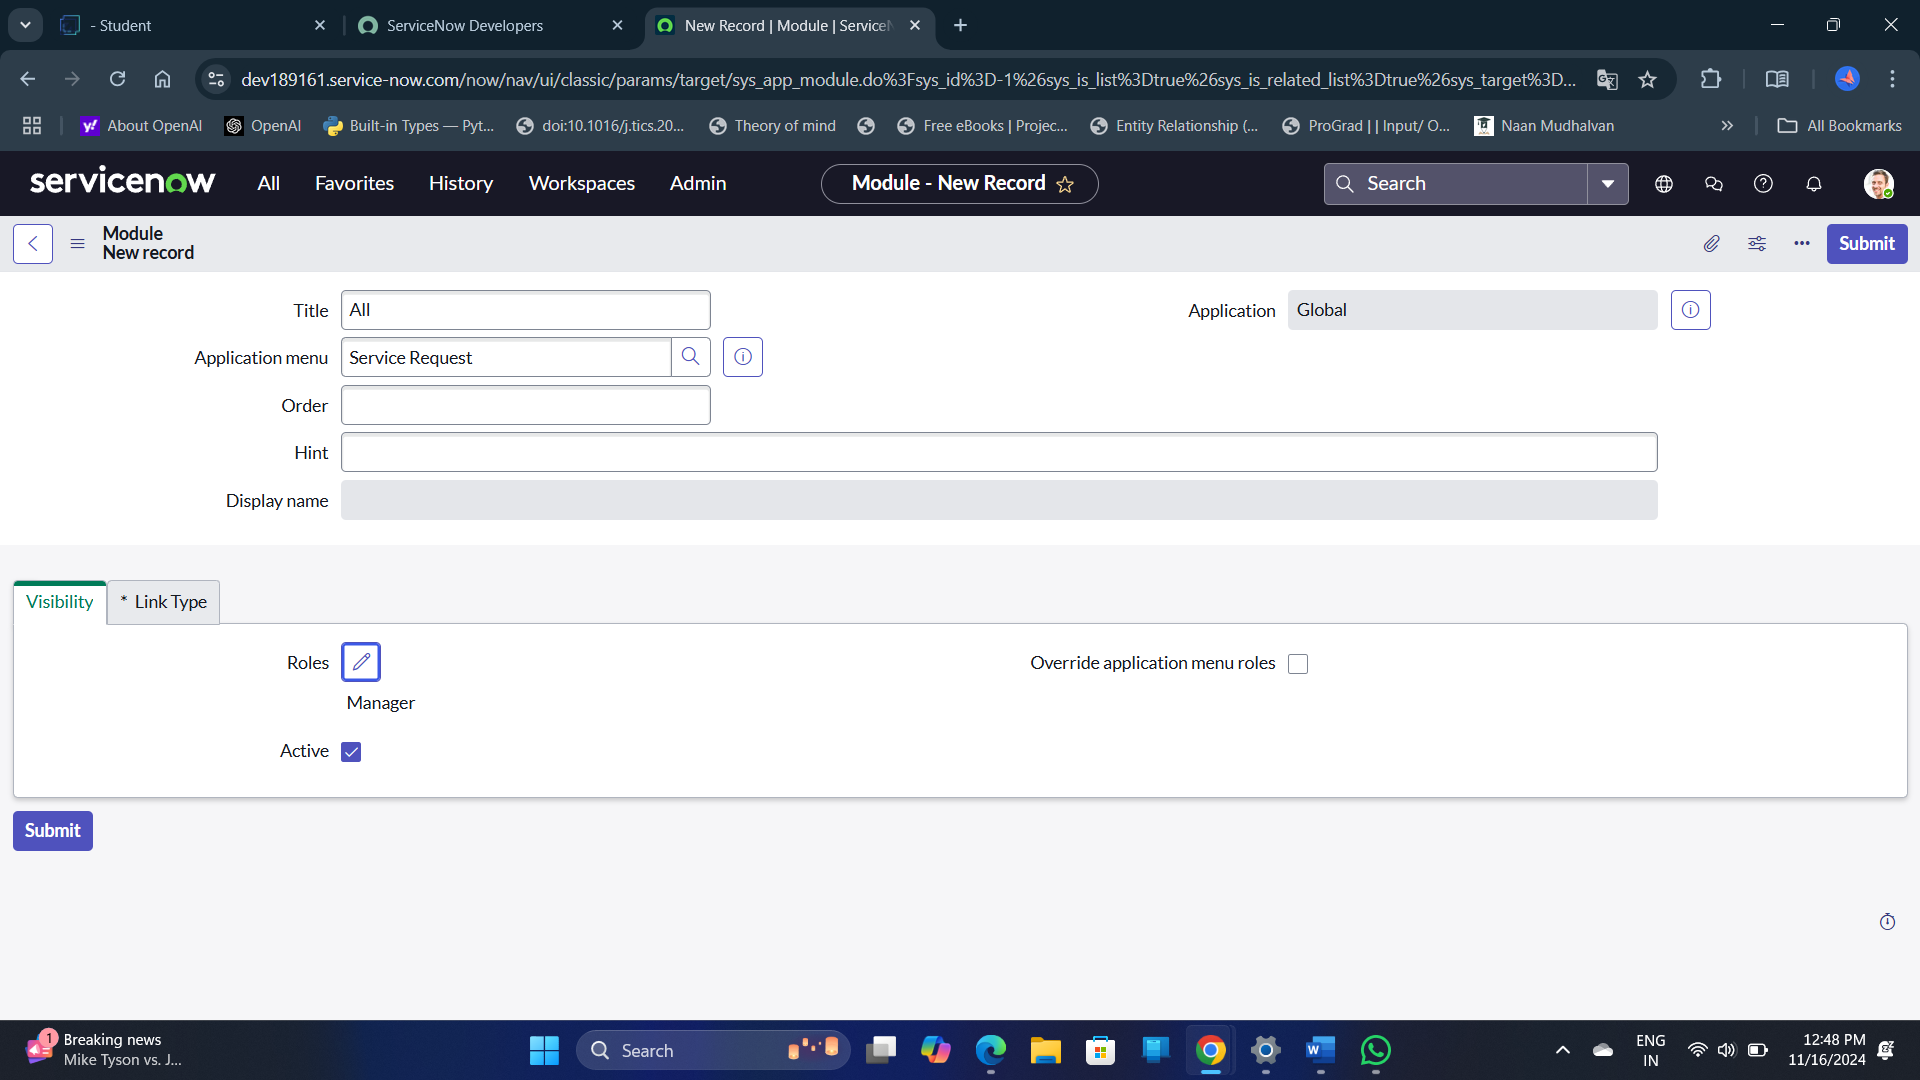 - Student
ServiceNow Developers
New Record | Module | ServiceN
dev189161.service-now.com/now/nav/ui/classic/params/target/sys_app_module.do%3Fsys_id%3D-1%26sys_is_list%3Dtrue%26sys_is_related_list%3Dtrue%26sys_target%3D...
About OpenAI
OpenAI
Built-in Types — Pyt...
doi:10.1016/j.tics.20...
Theory of mind
Free eBooks | Projec...
Entity Relationship (...
ProGrad | | Input/ O...
Naan Mudhalvan
All Bookmarks
servicenow
All
Favorites
History
Workspaces
Admin
Module - New Record
Search
Module
New record
Submit
Title
All
Application
Global
Application menu
Service Request
Order
Hint
Display name
Visibility
* Link Type
Roles
Override application menu roles
Manager
Active
Submit
1
Breaking news
Mike Tyson vs. J...
Search
ENG
IN
12:48 PM
11/16/2024